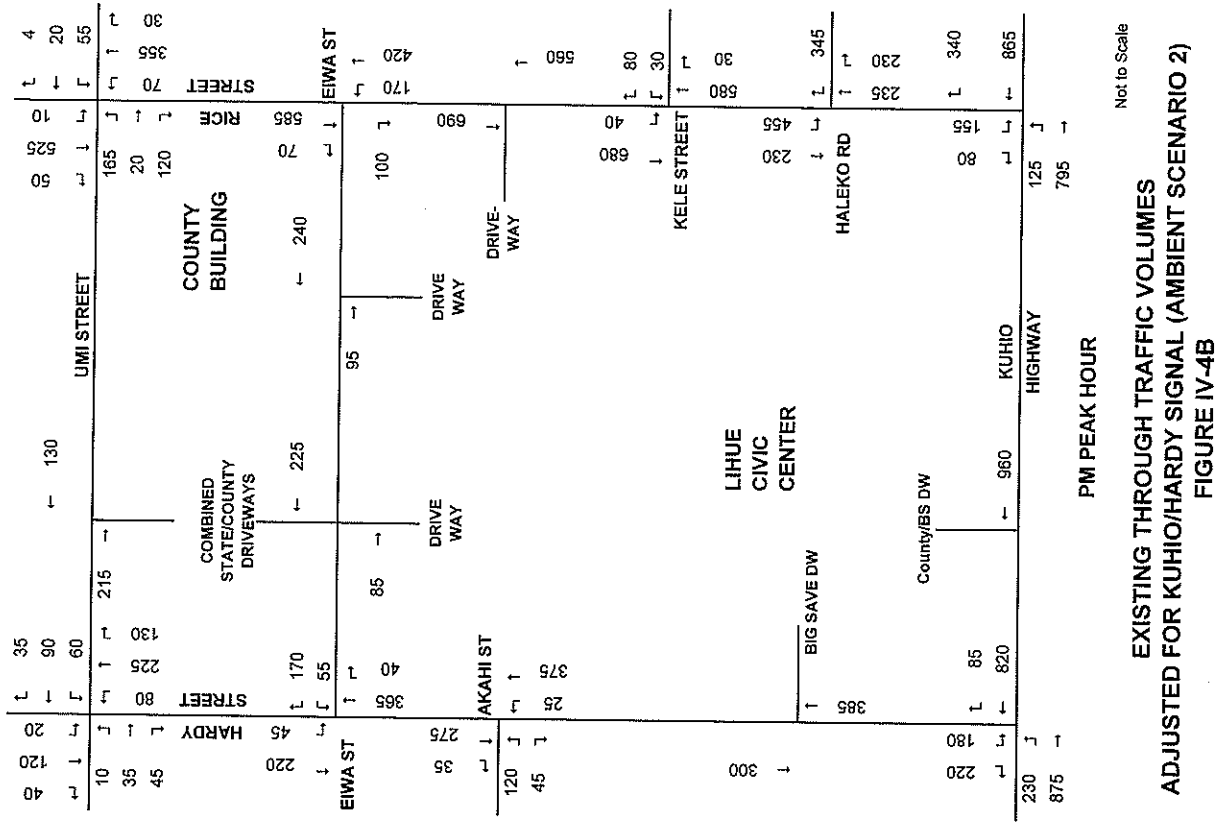 4
20
55
30
355
70
10
525
50
165
20
120
UMI STREET
RICE
STREET
COUNTY
BUILDING
130
215
COMBINED
STATE/COUNTY
DRIVEWAYS
35
90
60
130
225
80
20
120
40
10
35
45
HARDY
STREET
EIWA ST
420
170
585
70
100
240
225
95
85
DRIVE
WAY
DRIVE
WAY
170
55
40
365
45
220
EIWA ST
560
690
DRIVE-
WAY
80
30
40
680
KELE STREET
30
580
AKAHI ST
375
25
275
35
120
45
345
455
230
HALEKO RD
230
235
LIHUE
CIVIC
CENTER
BIG SAVE DW
385
300
340
865
155
80
125
795
County/BS DW
960
KUHIO
HIGHWAY
85
820
180
220
230
875
PM PEAK HOUR
Not to Scale
EXISTING THROUGH TRAFFIC VOLUMES
ADJUSTED FOR KUHIO/HARDY SIGNAL (AMBIENT SCENARIO 2)
FIGURE IV-4B